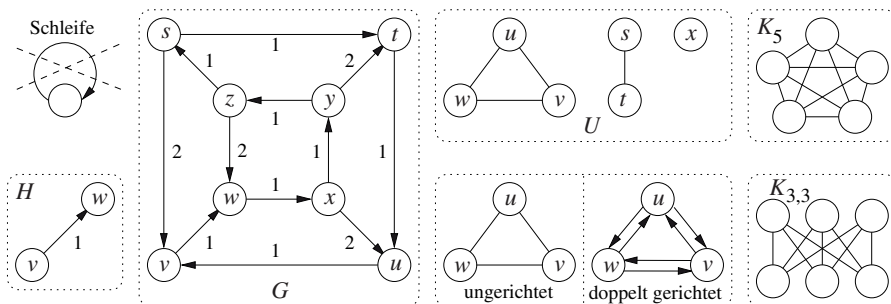 Schleife
H
w
v
1
s
t
1
1
2
z
y
1
2
2
1
1
w
1
x
1
2
v
1
u
G
u
w
v
s
t
x
U
u
w
v
ungerichtet
u
w
v
doppelt gerichtet
K5
K3,3